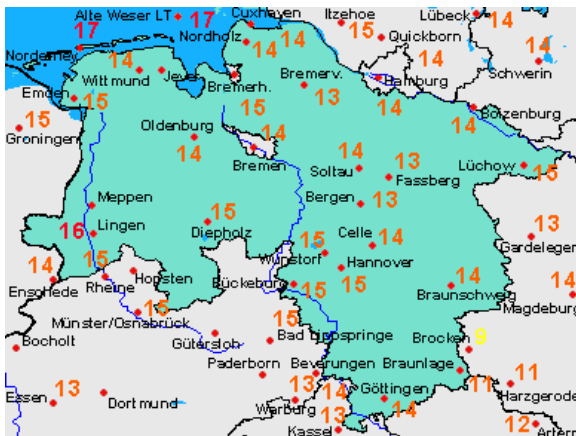 Alte Weser LT 17
Cuxhaven
Itzehoe
Lübeck
17
Norderney
Nordholz
14
14
15
Quickborn
14
14
14
14
Wittmund
Jever
Bremerh.
Bremerv.
Hamburg
Schwerin
Emden
15
15
13
14
14
Boizenburg
15
Groningen
Oldenburg
14
14
Bremen
Soltau
14
13
Fassberg
Lüchow
15
Meppen
Bergen
13
16
Lingen
15
Diepholz
Celle
14
13
Gardelegen
15
Wunstorf
14
Enschede
15
Rheine
Hopsten
Bückeburg
15
15
Hannover
14
Braunschweig
14
Magdeburg
15
Münster/Osnabrück
15
Bocholt
Gütersloh
Bad Lippspringe
Brocken
9
Paderborn
Beverungen
Braunlage
11
11
Harzgerode
13
Essen
Dortmund
13
Warburg
14
Göttingen
14
13
Kassel
12
Artern